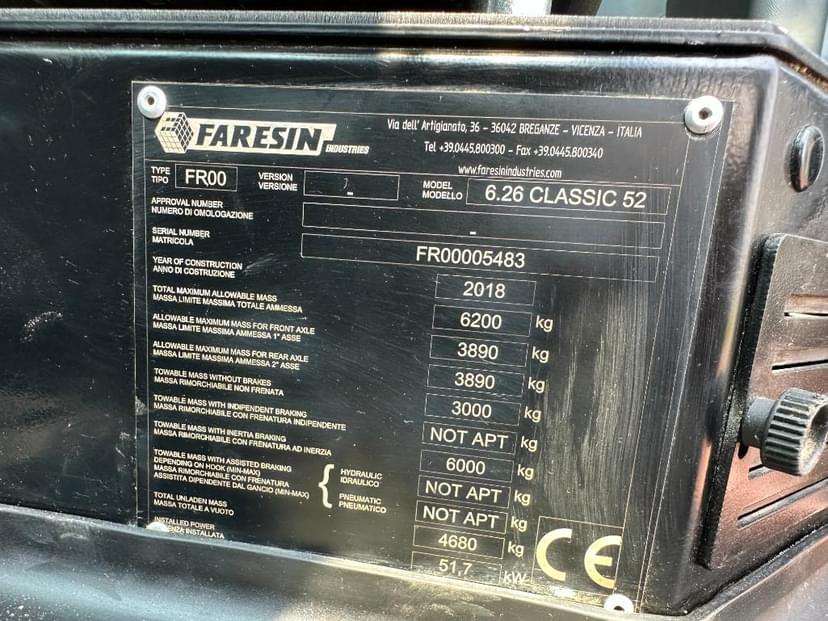 FARESIN
INDUSTRIES
Via dell' Artigianato, 36 - 36042 BREGANZE - VICENZA - ITALIA
Tel +39.0445.800300 - Fax +39.0445.800340
www.faresinindustries.com
TYPE
TIPO
FR00
VERSION
VERSIONE
-
MODEL
MODELLO
6.26 CLASSIC 52
APPROVAL NUMBER
NUMERO DI OMOLOGAZIONE
-
SERIAL NUMBER
MATRICOLA
FR00005483
YEAR OF CONSTRUCTION
ANNO DI COSTRUZIONE
2018
TOTAL MAXIMUM ALLOWABLE MASS
MASSA LIMITE MASSIMA TOTALE AMMESSA
6200 kg
ALLOWABLE MAXIMUM MASS FOR FRONT AXLE
MASSA LIMITE MASSIMA AMMESSA 1° ASSE
3890 kg
ALLOWABLE MAXIMUM MASS FOR REAR AXLE
MASSA LIMITE MASSIMA AMMESSA 2° ASSE
3890 kg
TOWABLE MASS WITHOUT BRAKES
MASSA RIMORCHIABILE NON FRENATA
3000 kg
TOWABLE MASS WITH INDIPENDENT BRAKING
MASSA RIMORCHIABILE CON FRENATURA INDIPENDENTE
NOT APT kg
TOWABLE MASS WITH INERTIA BRAKING
MASSA RIMORCHIABILE CON FRENATURA AD INERZIA
6000 kg
TOWABLE MASS WITH ASSISTED BRAKING
DEPENDING ON HOOK (MIN-MAX)
MASSA RIMORCHIABILE CON FRENATURA
ASSISTITA DIPENDENTE DAL GANCIO (MIN-MAX)
HYDRAULIC
IDRAULICO
NOT APT kg
PNEUMATIC
PNEUMATICO
NOT APT kg
TOTAL UNLADEN MASS
MASSA TOTALE A VUOTO
4680 kg
INSTALLED POWER
INSTALLATA
51,7 kW
CE